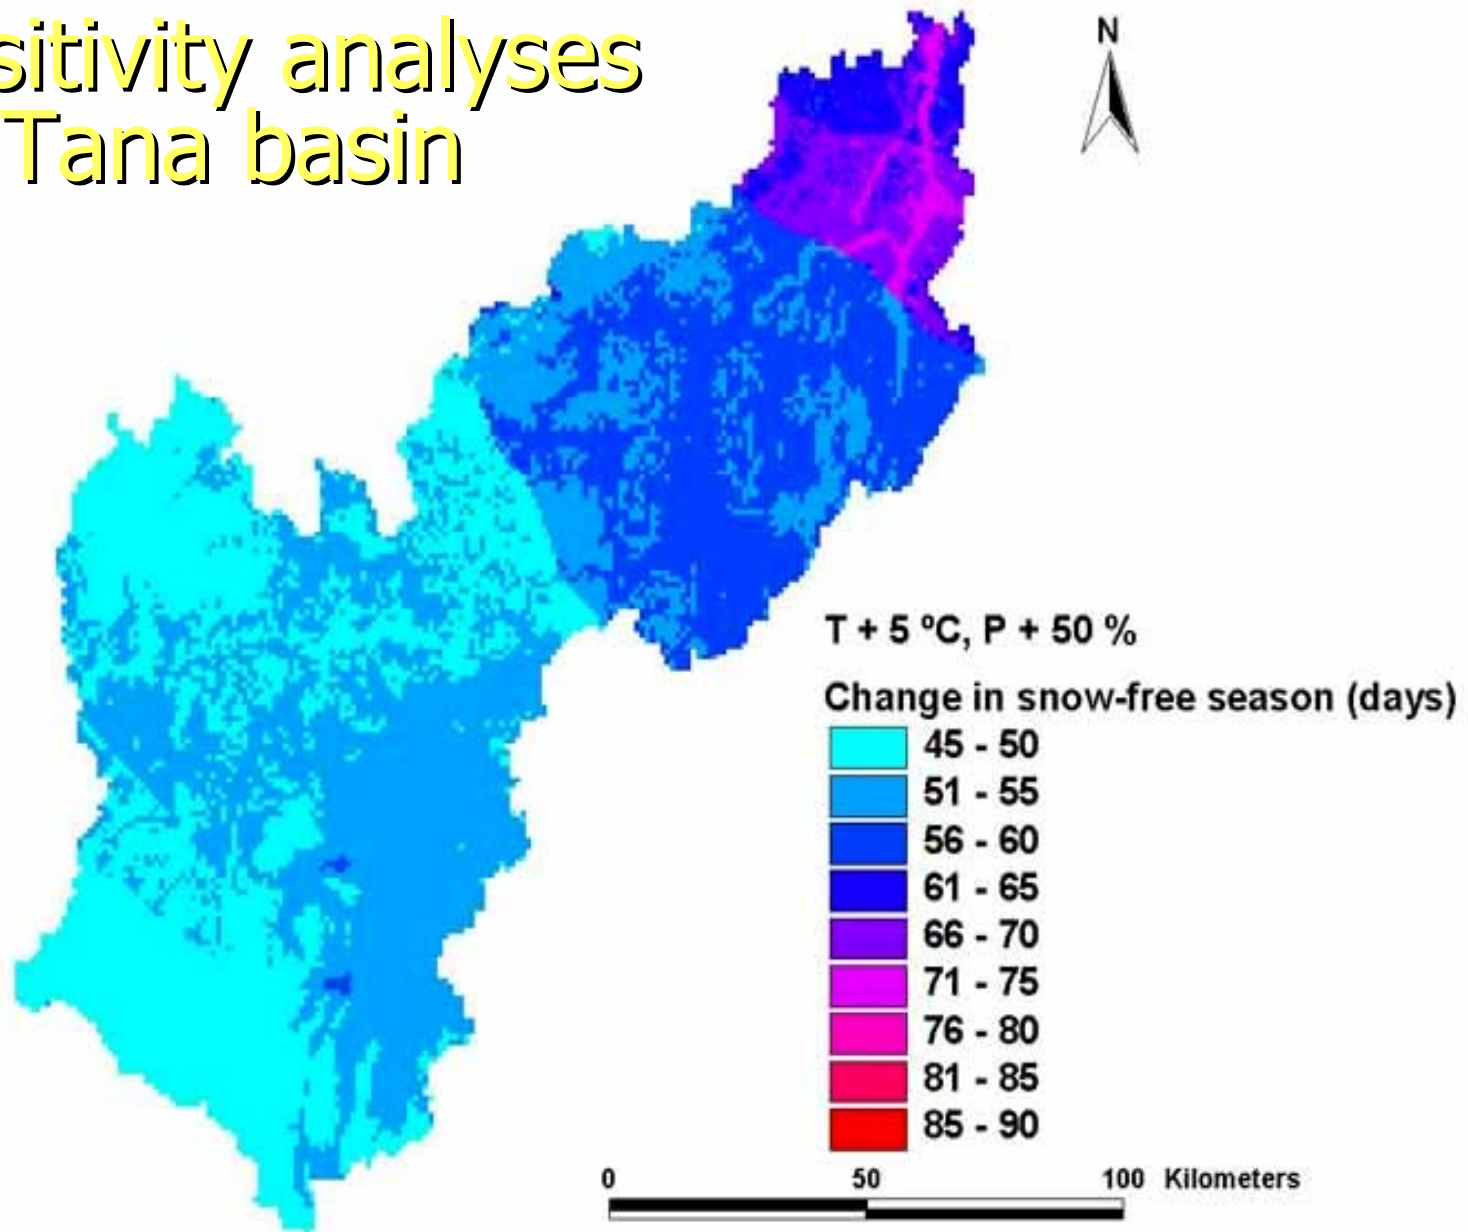 sitivity analyses
Tana basin
N
T + 5 ºC, P + 50 %
Change in snow-free season (days)
45 - 50
51 - 55
56 - 60
61 - 65
66 - 70
71 - 75
76 - 80
81 - 85
85 - 90
0 50 100 Kilometers